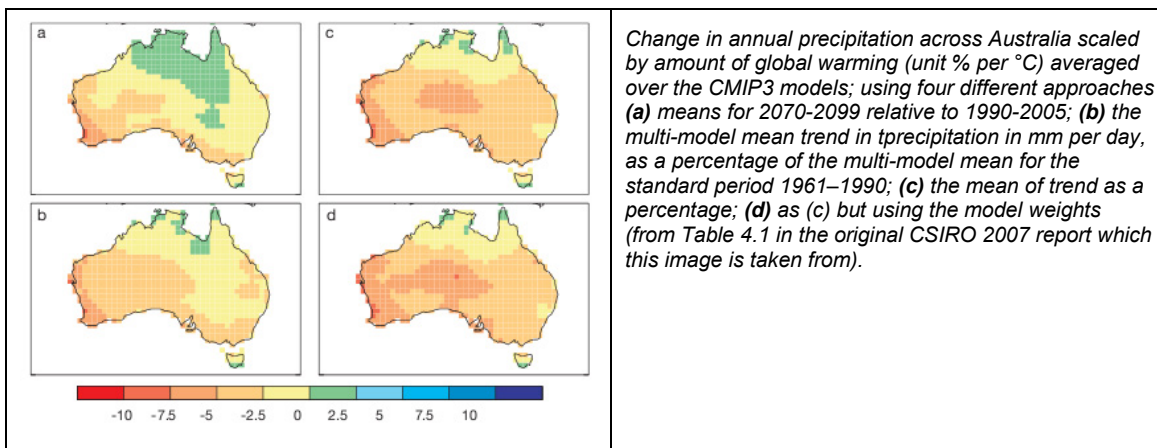 a
c
b
d
-10 -7.5 -5 -2.5 0 2.5 5 7.5 10
Change in annual precipitation across Australia scaled
by amount of global warming (unit % per °C) averaged
over the CMIP3 models; using four different approaches
(a) means for 2070-2099 relative to 1990-2005; (b) the
multi-model mean trend in tprecipitation in mm per day,
as a percentage of the multi-model mean for the
standard period 1961–1990; (c) the mean of trend as a
percentage; (d) as (c) but using the model weights
(from Table 4.1 in the original CSIRO 2007 report which
this image is taken from).